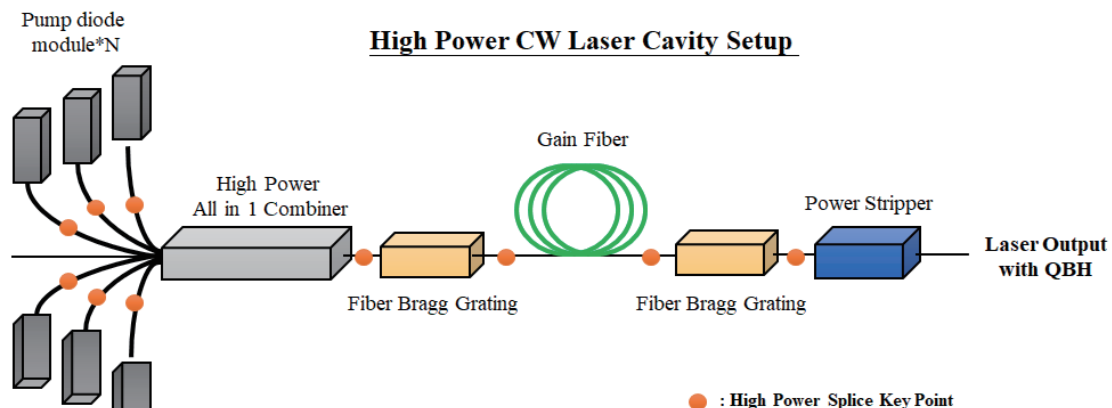 Pump diode
module*N
High Power CW Laser Cavity Setup
Gain Fiber
High Power
All in 1 Combiner
Power Stripper
Laser Output
with QBH
Fiber Bragg Grating
Fiber Bragg Grating
: High Power Splice Key Point